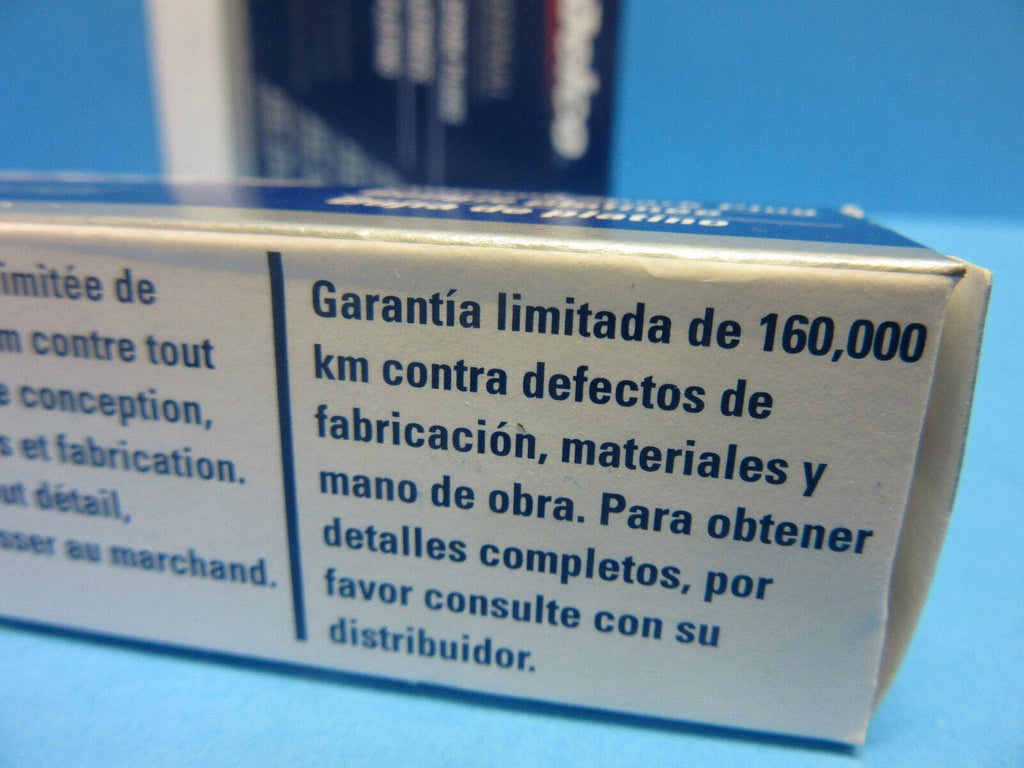 imitée de
m contre tout
e conception,
s et fabrication.
ut détail,
sser au marchand.
Garantía limitada de 160,000
km contra defectos de
fabricación, materiales y
mano de obra. Para obtener
detalles completos, por
favor consulte con su
distribuidor.